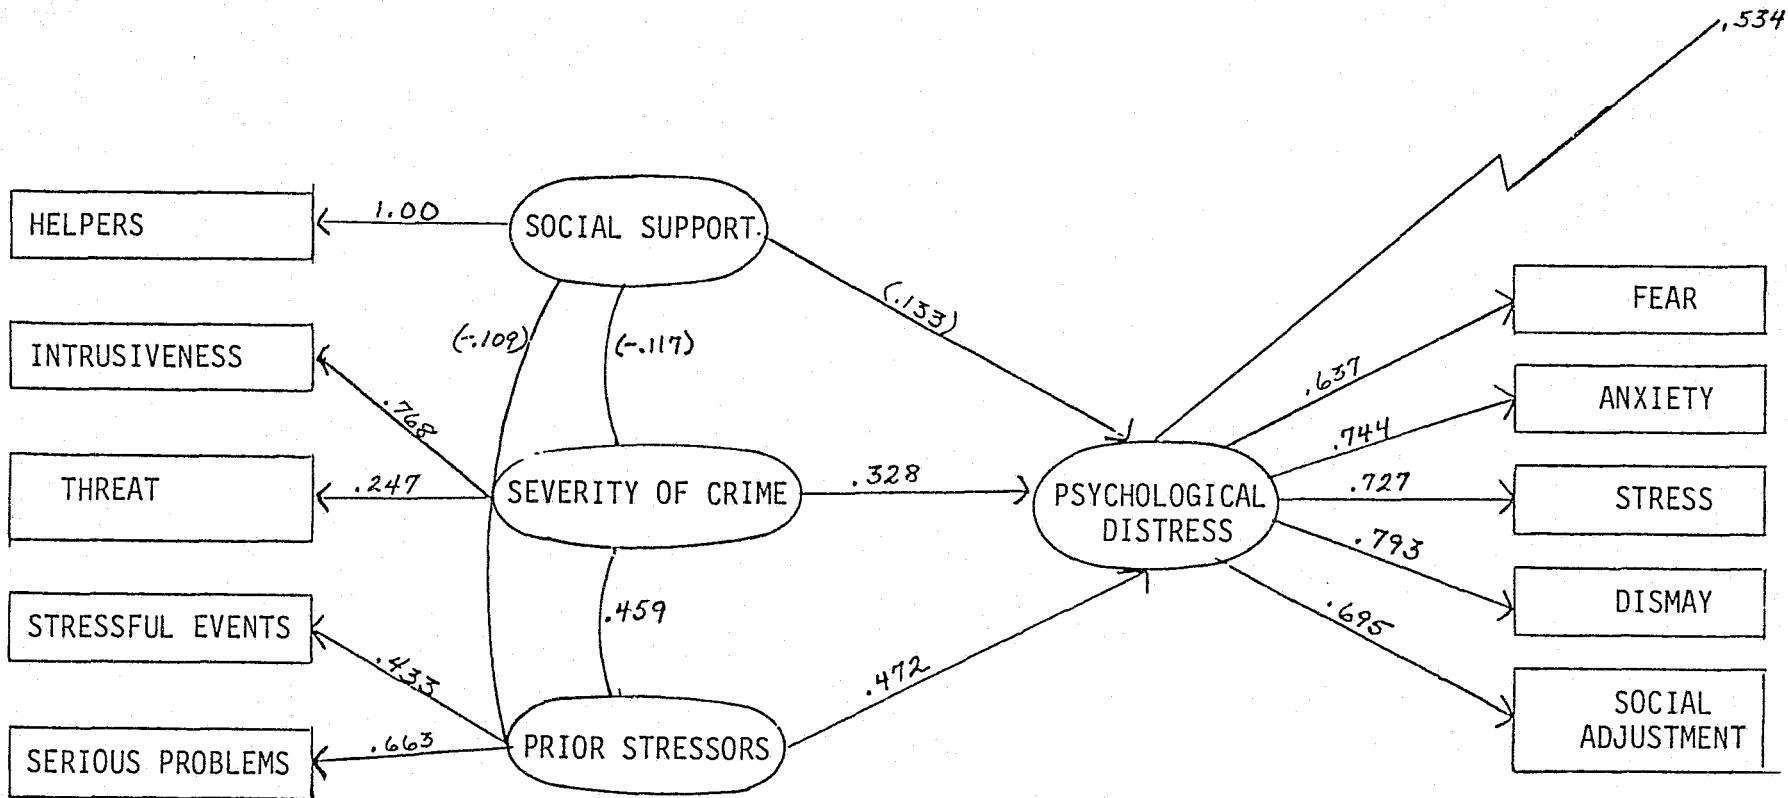 .534
HELPERS
1.00
SOCIAL SUPPORT
(.133)
FEAR
.637
INTRUSIVENESS
(-.109)
(-.117)
ANXIETY
.744
.768
THREAT
.247
SEVERITY OF CRIME
.328
PSYCHOLOGICAL
DISTRESS
.727
STRESS
.793
DISMAY
STRESSFUL EVENTS
.433
.459
.472
.695
SOCIAL
ADJUSTMENT
SERIOUS PROBLEMS
.663
PRIOR STRESSORS